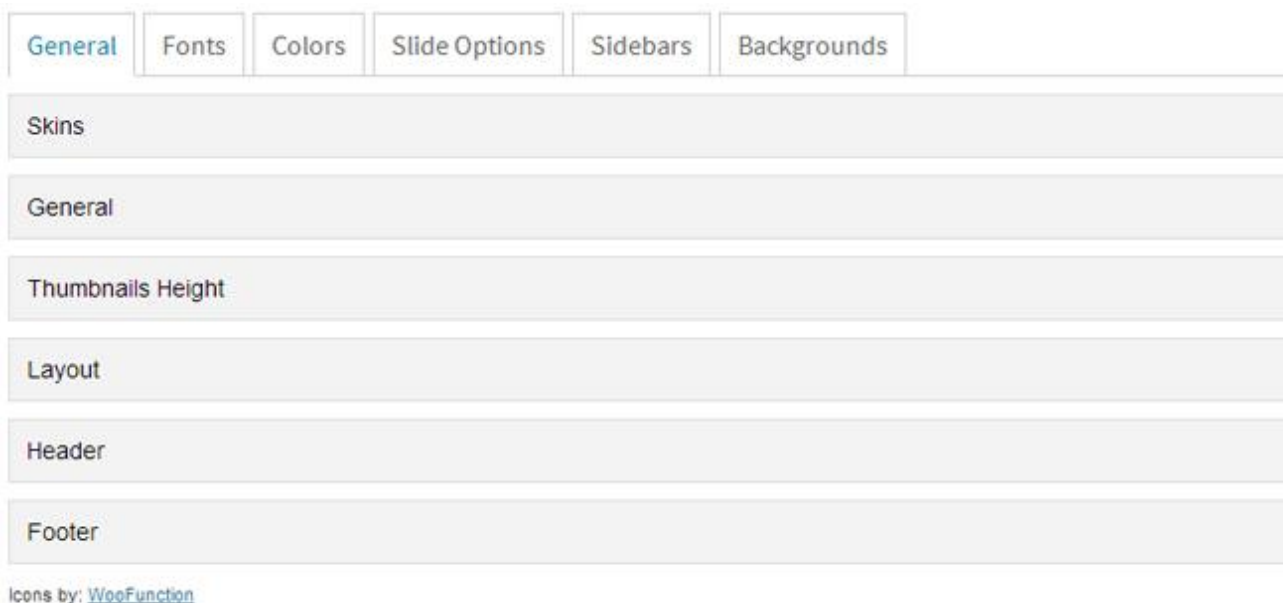 General Fonts Colors Slide Options Sidebars Backgrounds
Skins
General
Thumbnails Height
Layout
Header
Footer
Icons by: WooFunction